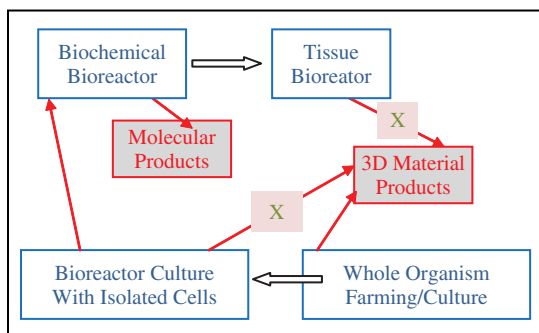 Biochemical
Bioreactor
Tissue
Bioreator
X
Molecular
Products
3D Material
Products
X
Bioreactor Culture
With Isolated Cells
Whole Organism
Farming/Culture